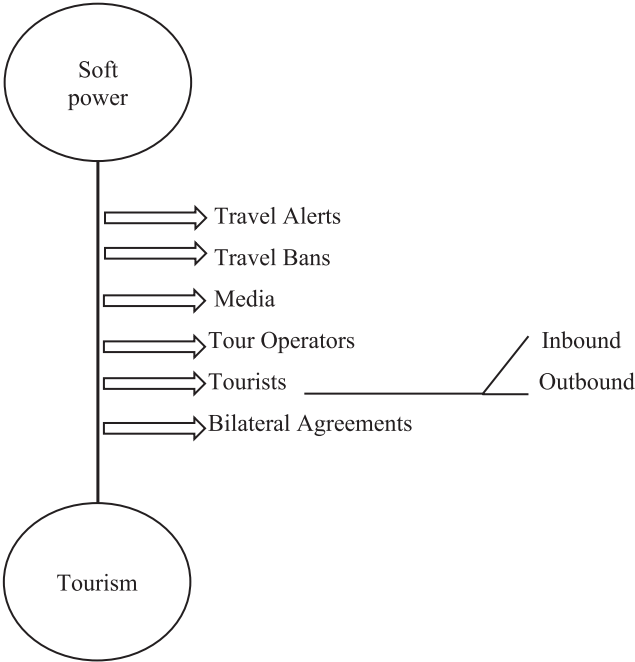 Soft
power
Travel Alerts
Travel Bans
Media
Tour Operators
Inbound
Tourists
Outbound
Bilateral Agreements
Tourism